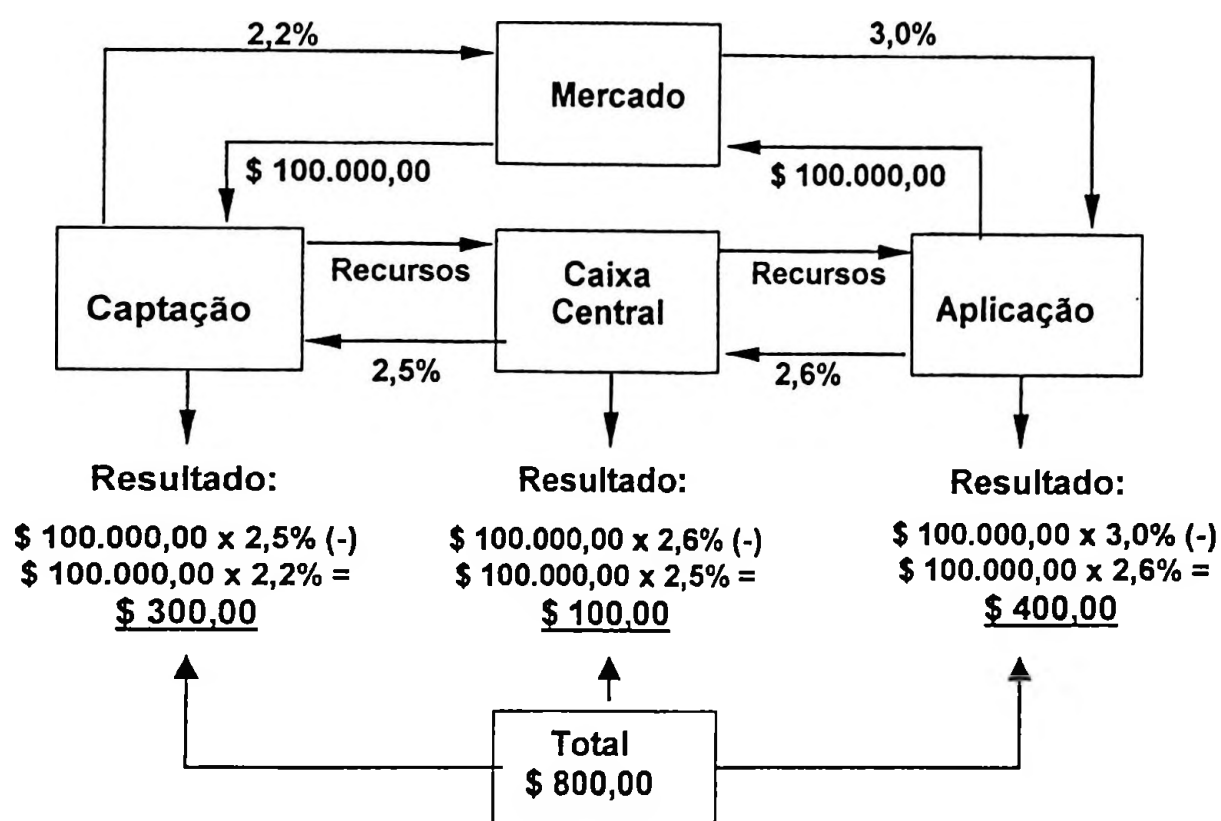 2,2%
3,0%
Mercado
$ 100.000,00
$ 100.000,00
Captação
Recursos
2,5%
Caixa
Central
Recursos
2,6%
Aplicação
Resultado:
$ 100.000,00 x 2,5% (-)
$ 100.000,00 x 2,2% =
$ 300,00
Resultado:
$ 100.000,00 x 2,6% (-)
$ 100.000,00 x 2,5% =
$ 100,00
Resultado:
$ 100.000,00 x 3,0% (-)
$ 100.000,00 x 2,6% =
$ 400,00
Total
$ 800,00